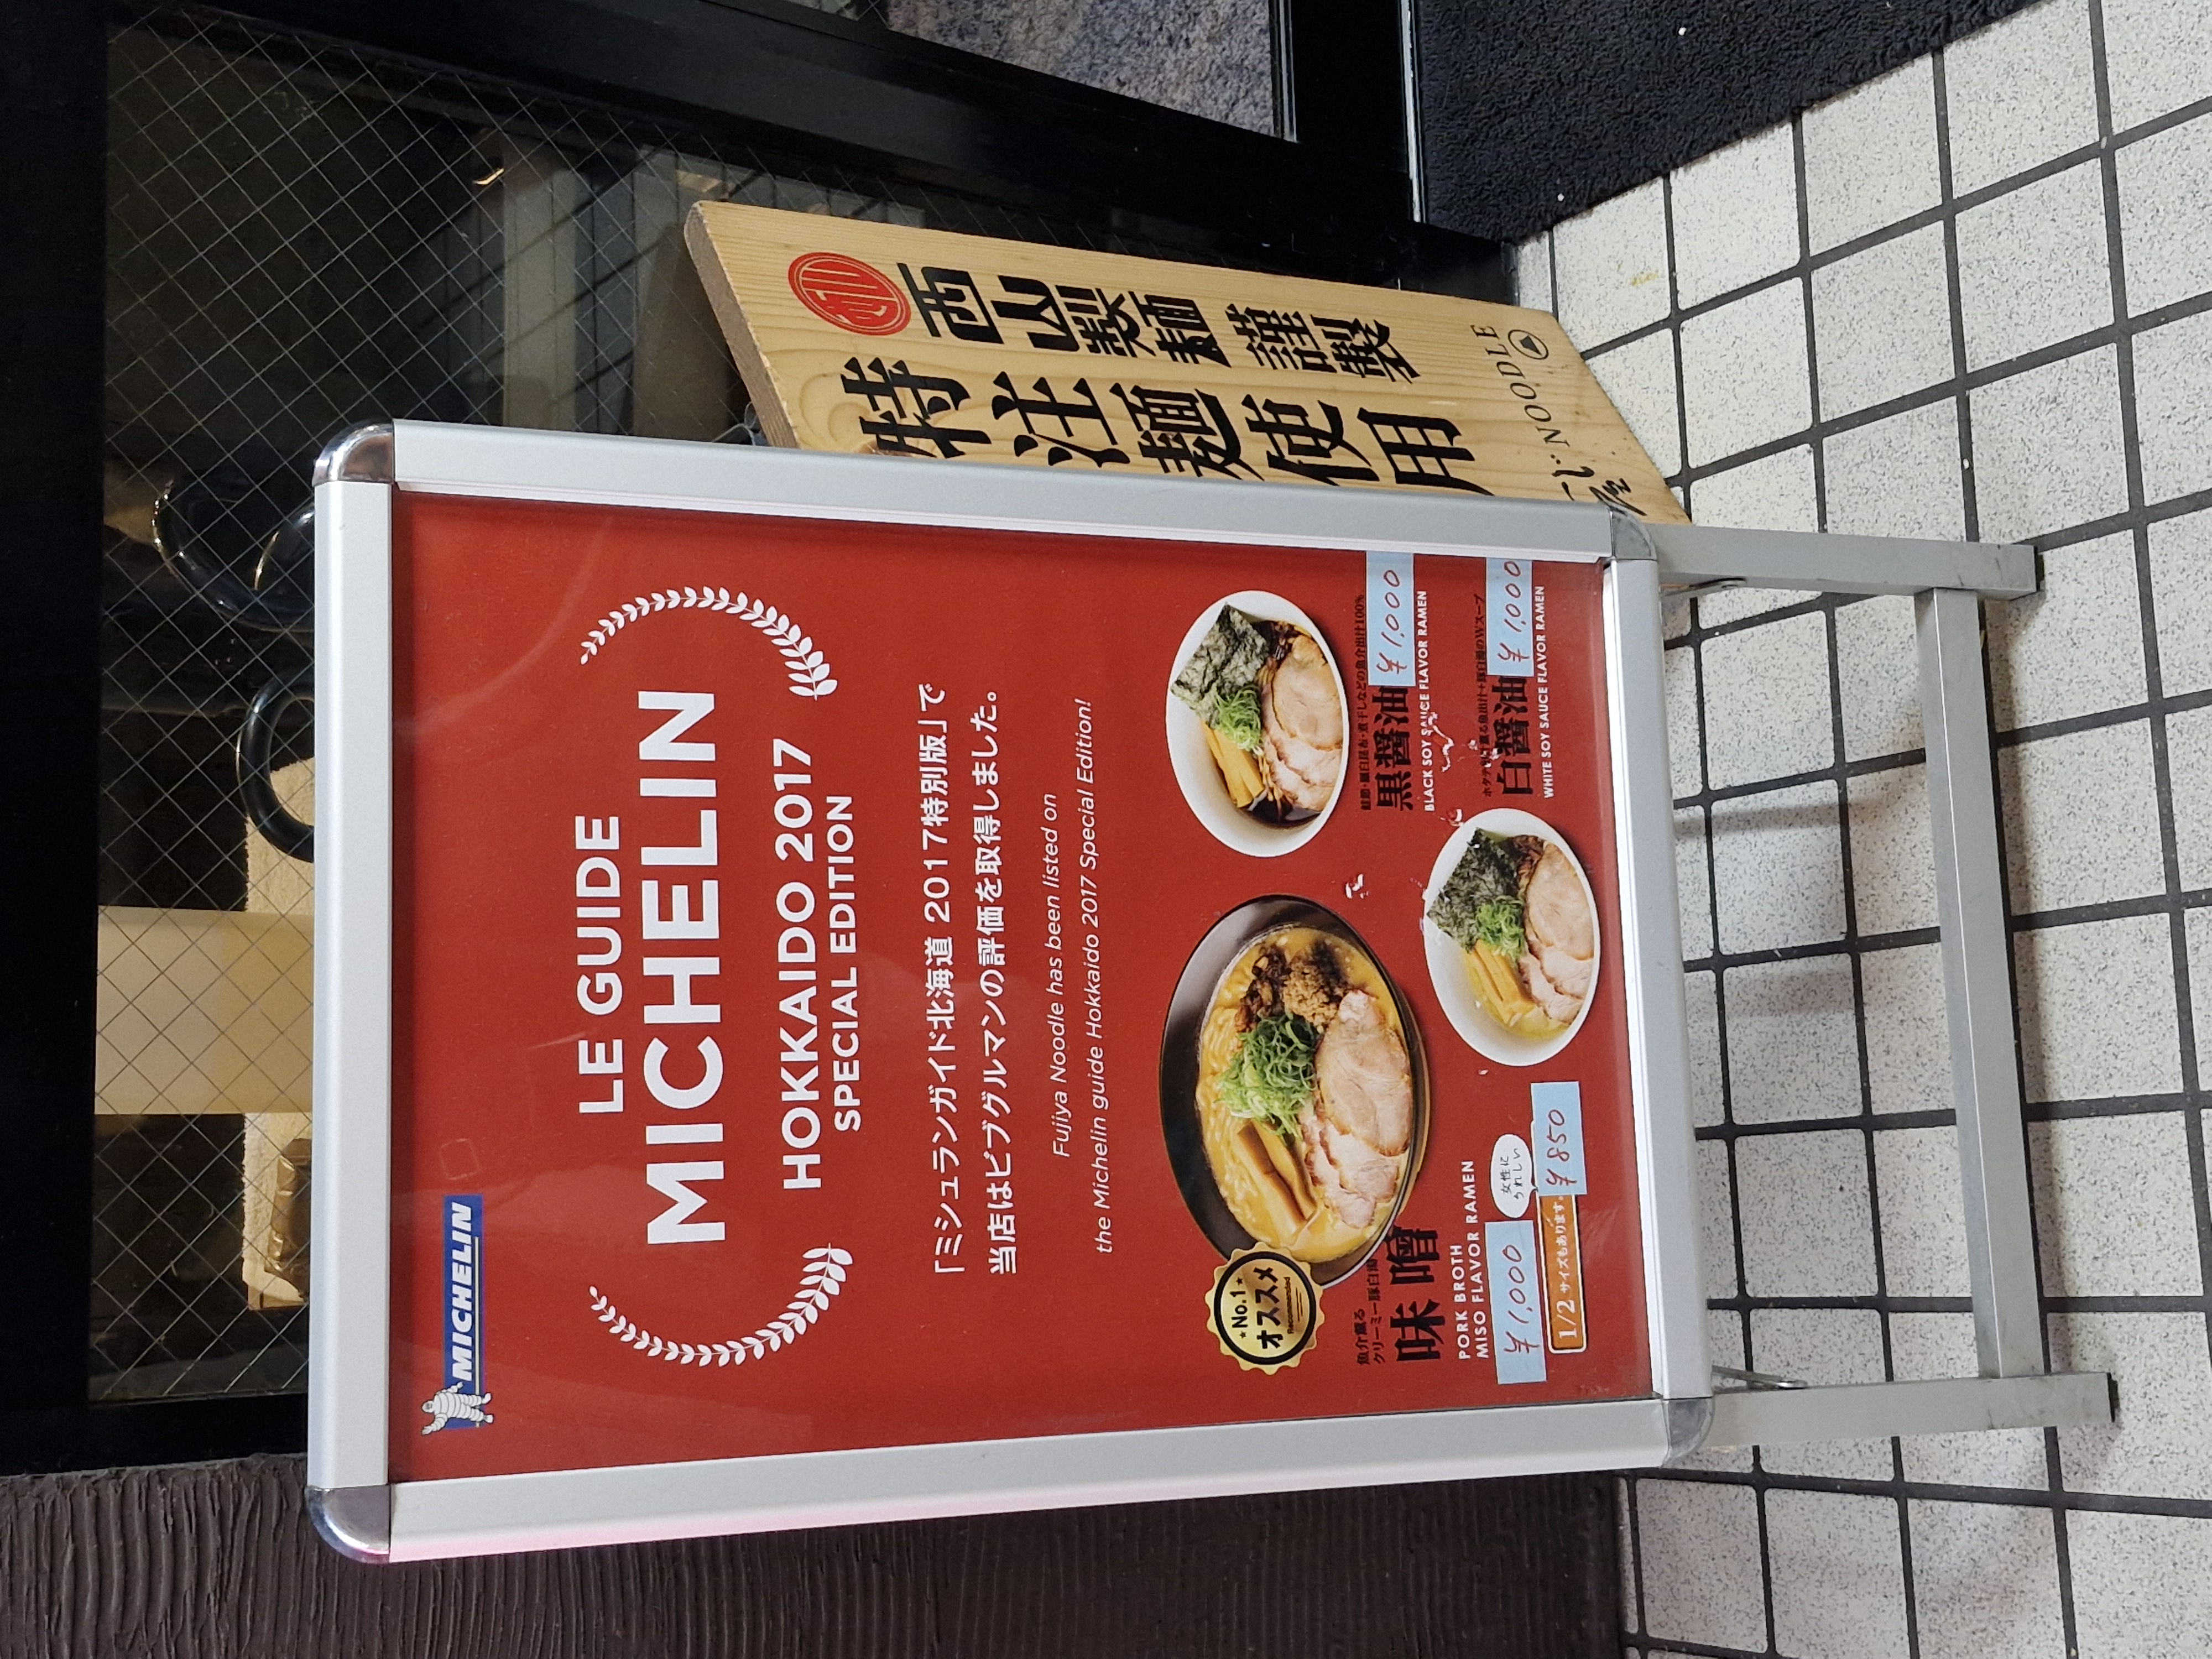 MICHELIN
LE GUIDE
MICHELIN
HOKKAIDO 2017
SPECIAL EDITION
「ミシュランガイド北海道 2017特別版」で
当店はビブグルマンの評価を取得しました。
Fujiya Noodle has been listed on
the Michelin guide Hokkaido 2017 Special Edition!
No.1
オススメ
Recommended
魚介薫る
クリーミー豚白湯
味噌
PORK BROTH
MISO FLAVOR RAMEN
¥1,000
女性に
うれしい
1/2 サイズもあります。
¥850
黒醤油
¥1,000
BLACK SOY SAUCE FLAVOR RAMEN
白醤油
¥1,000
WHITE SOY SAUCE FLAVOR RAMEN
西山製麺 謹製
特注麺使用
NOODLE